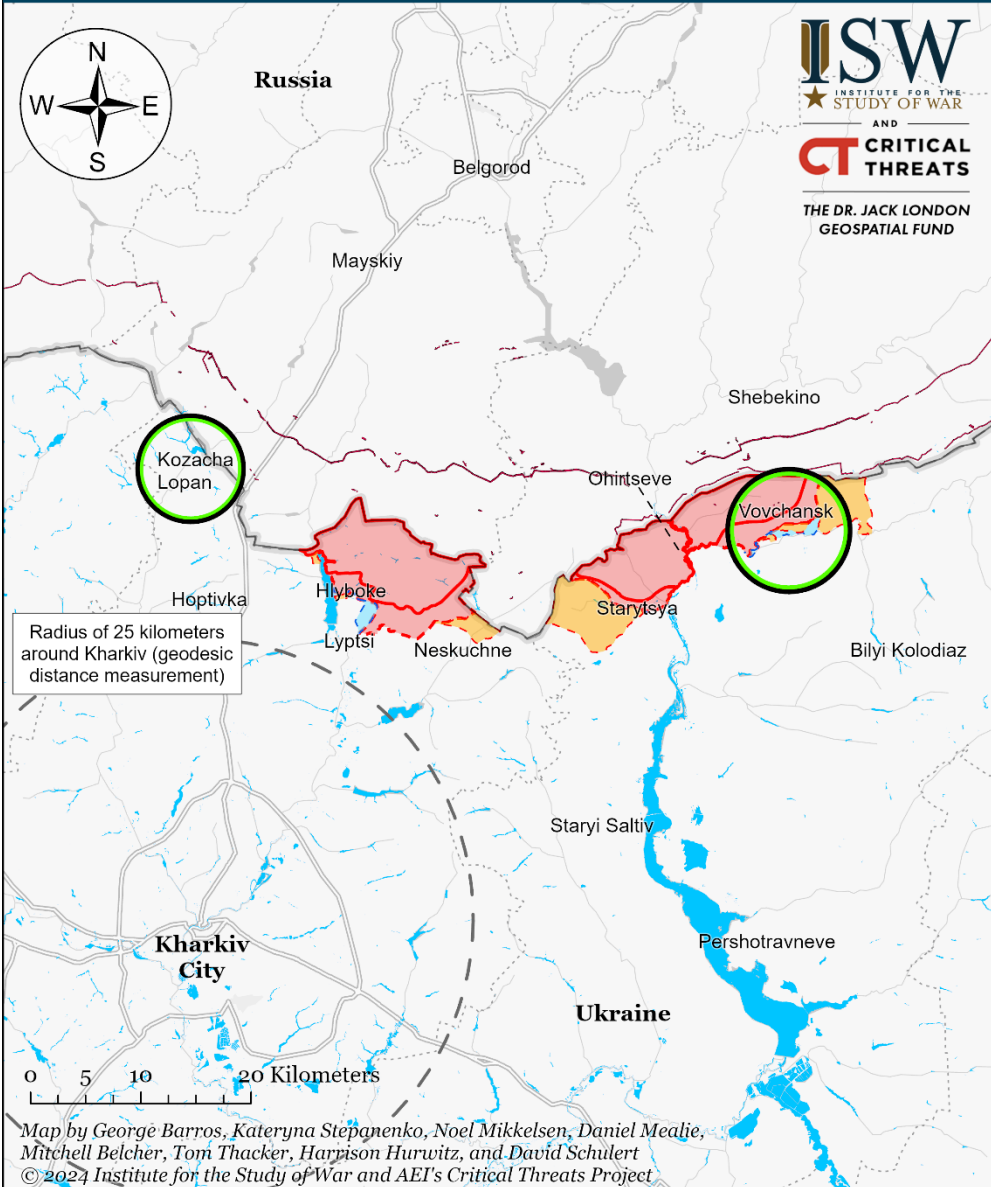 N
W
E
S
Russia
ISW
INSTITUTE FOR THE
STUDY OF WAR
AND
CT CRITICAL
THREATS
THE DR. JACK LONDON
GEOSPATIAL FUND
Belgorod
Mayskiy
Shebekino
Kozacha
Lopan
Ohirtseve
Vovchansk
Hlyboke
Hoptivka
Starytsya
Lyptsi
Neskuchne
Bilyi Kolodiaz
Radius of 25 kilometers
around Kharkiv (geodesic
distance measurement)
Staryi Saltiv
Pershotravneve
Kharkiv
City
Ukraine
0 5 10 20 Kilometers
Map by George Barros, Kateryna Stepanenko, Noel Mikkelsen, Daniel Mealie,
Mitchell Belcher, Tom Thacker, Harrison Hurwitz, and David Schulert
© 2024 Institute for the Study of War and AEI's Critical Threats Project